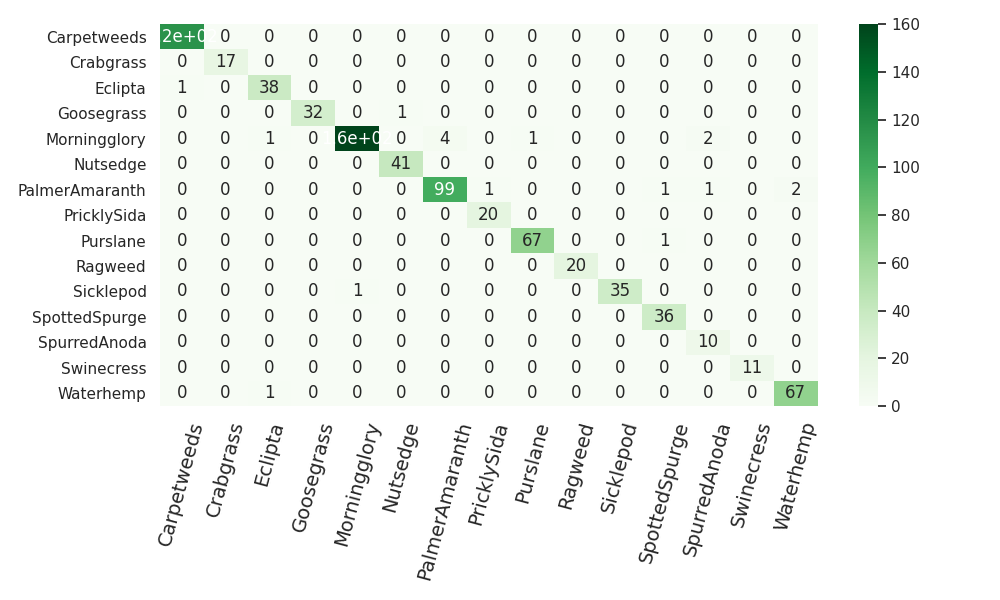 Carpetweeds 2e+0 0 0 0 0 0 0 0 0 0 0 0 0 0 0 160
Crabgrass 0 17 0 0 0 0 0 0 0 0 0 0 0 0 0
Eclipta 1 0 38 0 0 0 0 0 0 0 0 0 0 0 0 140
Goosegrass 0 0 0 32 0 1 0 0 0 0 0 0 0 0 0 120
Morningglory 0 0 1 0 6e+0 0 4 0 1 0 0 0 2 0 0
Nutsedge 0 0 0 0 0 41 0 0 0 0 0 0 0 0 0 100
PalmerAmaranth 0 0 0 0 0 0 99 1 0 0 0 1 1 0 2
PricklySida 0 0 0 0 0 0 0 20 0 0 0 0 0 0 0 80
Purslane 0 0 0 0 0 0 0 0 67 0 0 1 0 0 0
Ragweed 0 0 0 0 0 0 0 0 0 20 0 0 0 0 0 60
Sicklepod 0 0 0 0 1 0 0 0 0 0 35 0 0 0 0
SpottedSpurge 0 0 0 0 0 0 0 0 0 0 0 36 0 0 0 40
SpurredAnoda 0 0 0 0 0 0 0 0 0 0 0 0 10 0 0
Swinecress 0 0 0 0 0 0 0 0 0 0 0 0 0 11 0 20
Waterhemp 0 0 1 0 0 0 0 0 0 0 0 0 0 0 67 0
Carpetweeds
Crabgrass
Eclipta
Goosegrass
Morningglory
Nutsedge
PalmerAmaranth
PricklySida
Purslane
Ragweed
Sicklepod
SpottedSpurge
SpurredAnoda
Swinecress
Waterhemp